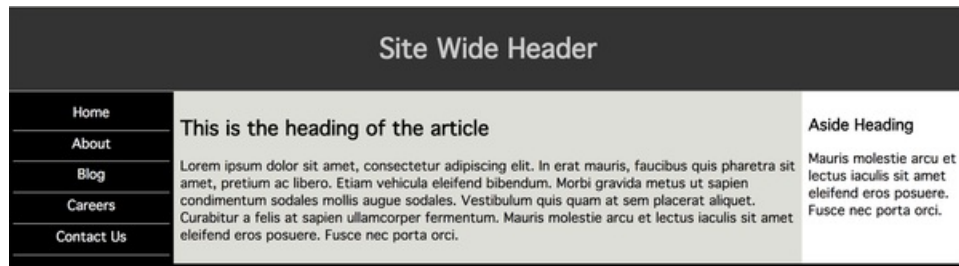 Site Wide Header
Home
About
Blog
Careers
Contact Us
This is the heading of the article
Lorem ipsum dolor sit amet, consectetur adipiscing elit. In erat mauris, faucibus quis pharetra sit
amet, pretium ac libero. Etiam vehicula eleifend bibendum. Morbi gravida metus ut sapien
condimentum sodales mollis augue sodales. Vestibulum quis quam at sem placerat aliquet.
Curabitur a felis at sapien ullamcorper fermentum. Mauris molestie arcu et lectus iaculis sit amet
eleifend eros posuere. Fusce nec porta orci.
Aside Heading
Mauris molestie arcu et
lectus iaculis sit amet
eleifend eros posuere.
Fusce nec porta orci.